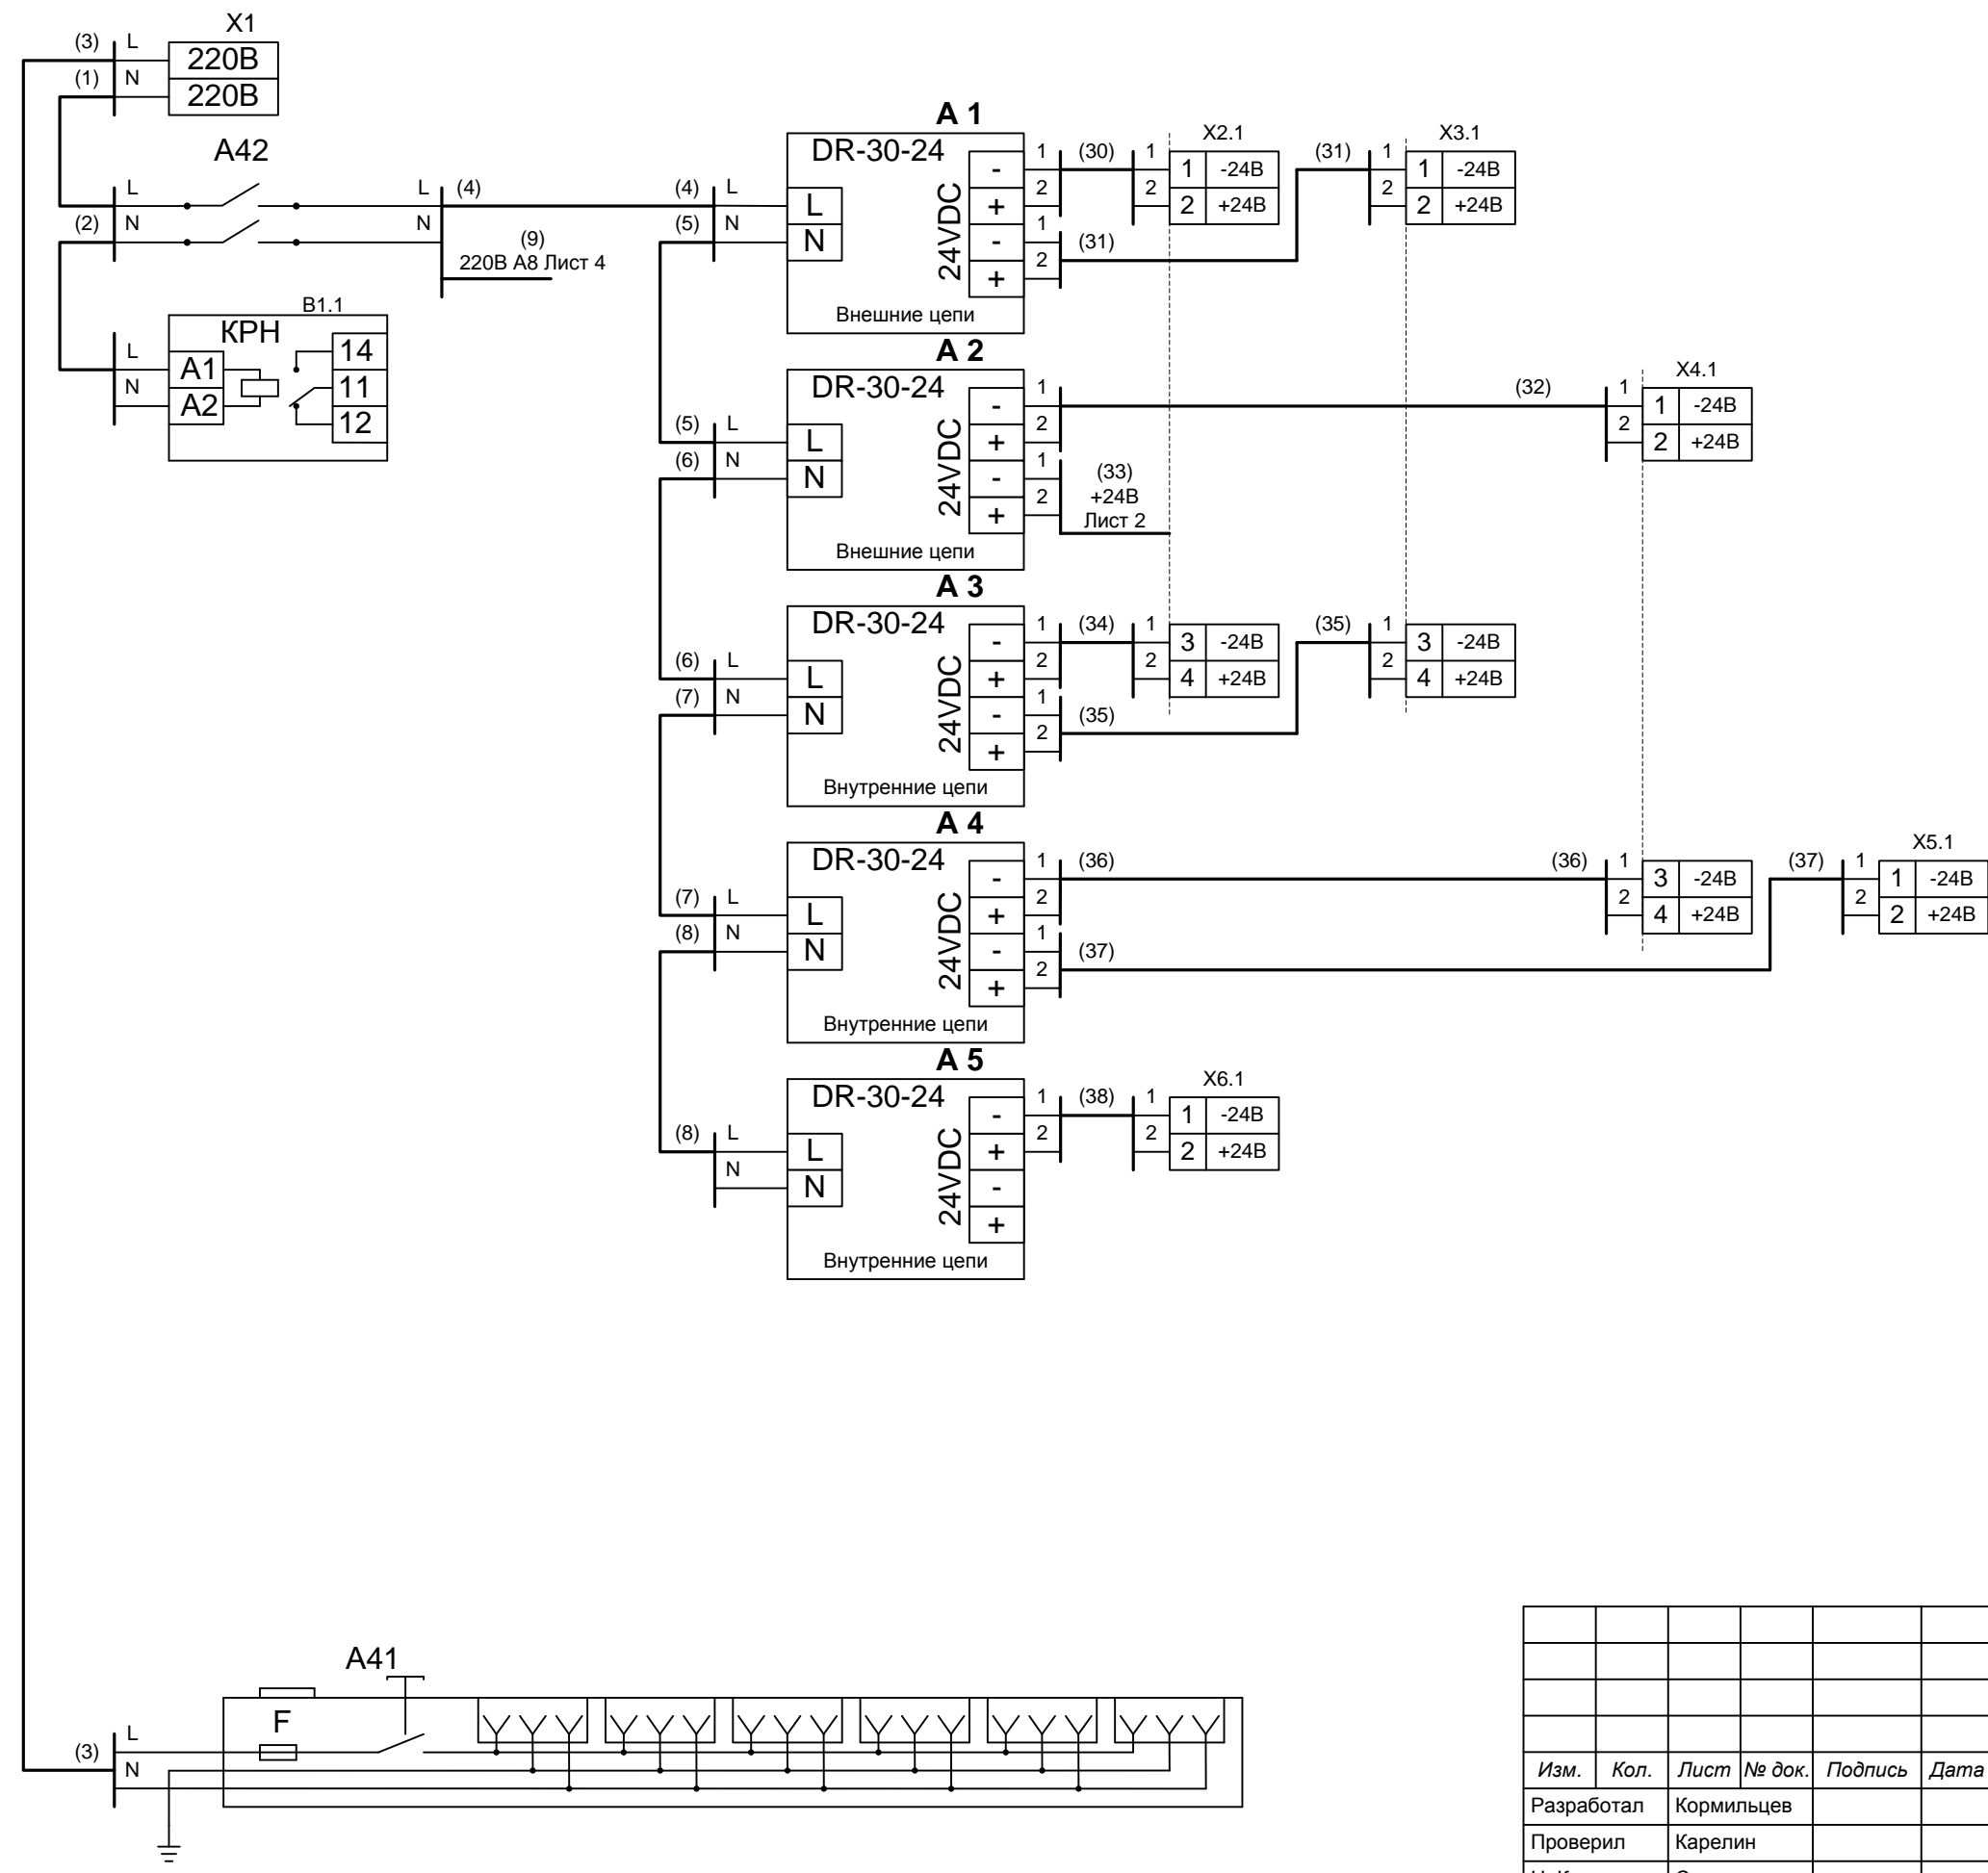 X1
(3) L 220В
(1) N 220В
А42
L L (4)
(2) N N
(9)
220В А8 Лист 4
В1.1
КРН
L А1 14
N А2 11
12
А 1
DR-30-24
(4) L L
(5) N N
24VDC
- 1
+ 2
- 1
+ 2
Внешние цепи
(30)
X2.1
1 1 -24В
2 2 +24В
(31)
(31)
X3.1
1 1 -24В
2 2 +24В
А 2
DR-30-24
(5) L L
(6) N N
24VDC
- 1
+ 2
- 1
+ 2
Внешние цепи
(32)
X4.1
1 1 -24В
2 2 +24В
(33)
+24В
Лист 2
А 3
DR-30-24
(6) L L
(7) N N
24VDC
- 1
+ 2
- 1
+ 2
Внутренние цепи
(34)
1 3 -24В
2 4 +24В
(35)
(35)
1 3 -24В
2 4 +24В
А 4
DR-30-24
(7) L L
(8) N N
24VDC
- 1
+ 2
- 1
+ 2
Внутренние цепи
(36) (36)
1 3 -24В
2 4 +24В
(37)
(37)
X5.1
1 1 -24В
2 2 +24В
А 5
DR-30-24
(8) L L
N N
24VDC
- 1
+ 2
-
+
Внутренние цепи
(38)
X6.1
1 1 -24В
2 2 +24В
А41
F
L
(3) N
Изм. Кол. Лист № док. Подпись Дата
Разработал Кормильцев
Проверил Карелин